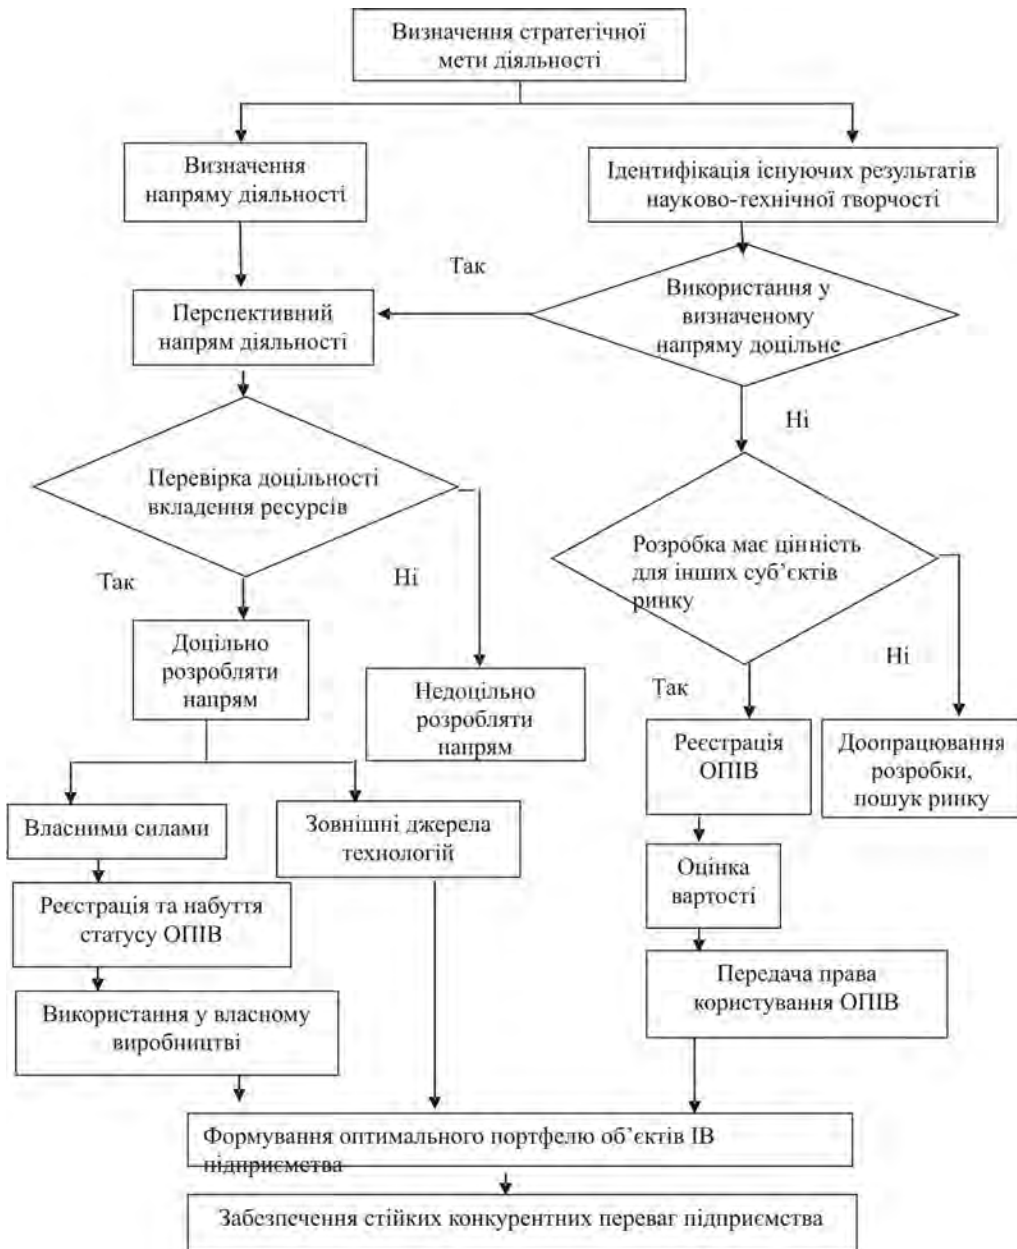 Визначення стратегічної
мети діяльності
Визначення
напряму діяльності
Ідентифікація існуючих результатів
науково-технічної творчості
Так
Використання у
визначеному
напряму доцільне
Перспективний
напрям діяльності
Ні
Перевірка доцільності
вкладення ресурсів
Розробка має цінність
для інших суб’єктів
ринку
Так
Ні
Доцільно
розробляти
напрям
Недоцільно
розробляти
напрям
Так
Ні
Реєстрація
ОПІВ
Доопрацювання
розробки,
пошук ринку
Власними силами
Зовнішні джерела
технологій
Оцінка
вартості
Реєстрація та набуття
статусу ОПІВ
Передача права
користування ОПІВ
Використання у власному
виробництві
Формування оптимального портфелю об’єктів ІВ
підприємства
Забезпечення стійких конкурентних переваг підприємства